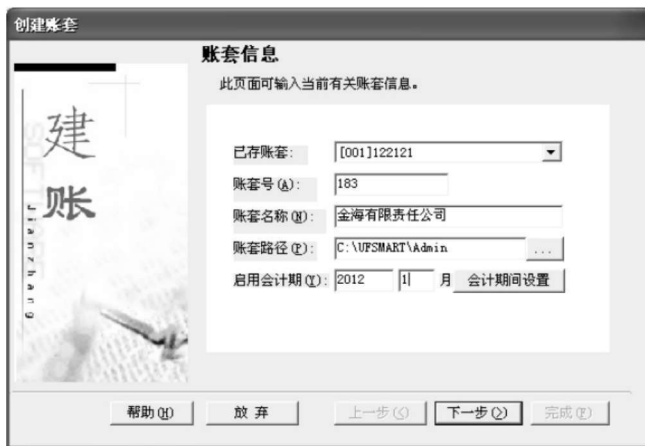 创建账套
账套信息
此页面可输入当前有关账套信息。
建
账
Jianzhang
已存账套: [001]122121
账套号(A): 183
账套名称(N): 金海有限责任公司
账套路径(P): C:\UFSMART\Admin ...
启用会计期(Y): 2012 1 月 会计期间设置
帮助(H) 放弃 上一步(<) 下一步(>) 完成(F)